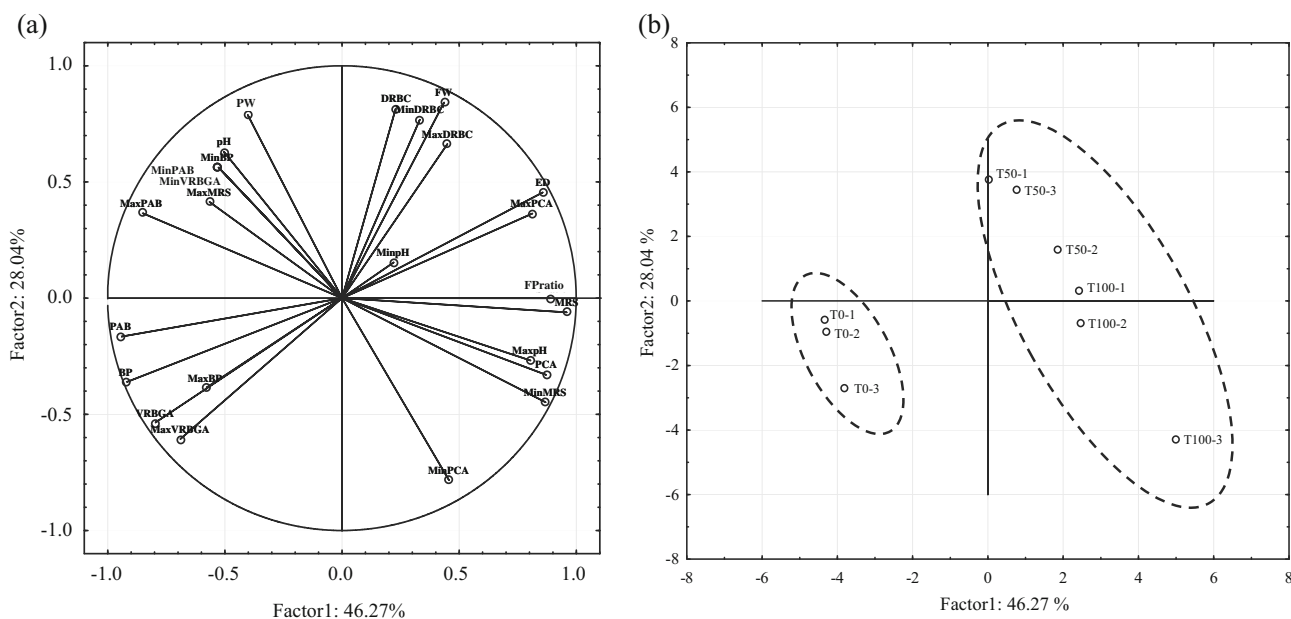 (a)
(b)
1.0
0.5
0.0
-0.5
-1.0
Factor2: 28.04%
PW
pH
MinBP
MinPAB
MinVRBGA
MaxMRS
MaxPAB
DRBC
FW
MinDRBC
MaxDRBC
ED
MaxPCA
MinpH
FPratio
MRS
PAB
BP
MaxBP
VRBGA
MaxVRBGA
MaxpH
PCA
MinMRS
MinPCA
-1.0 -0.5 0.0 0.5 1.0
Factor1: 46.27%
8
6
4
2
0
-2
-4
-6
-8
Factor2: 28.04 %
T50-1
T50-3
T50-2
T100-1
T100-2
T0-1
T0-2
T0-3
T100-3
-8 -6 -4 -2 0 2 4 6 8
Factor1: 46.27 %